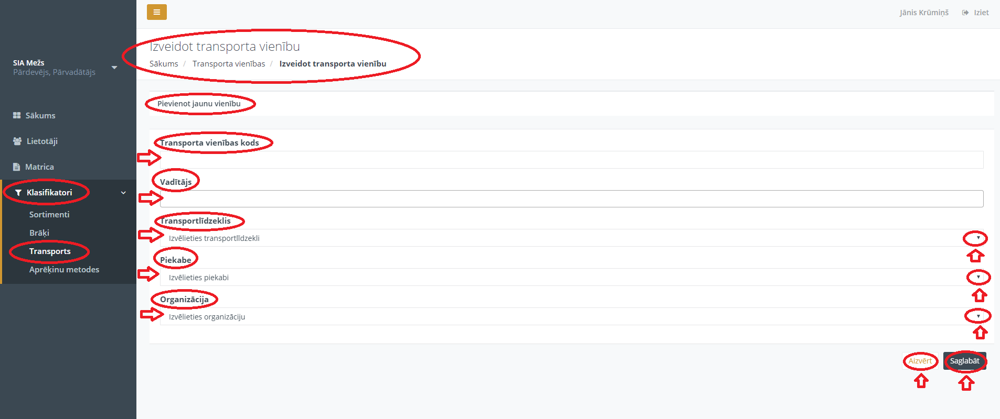 Jānis Krūmiņš
Iziet
Izveidot transporta vienību
Sākums / Transporta vienības / Izveidot transporta vienību
SIA Mežs
Pārdevējs, Pārvadātājs
Sākums
Lietotāji
Matrica
Klasifikatori
Sortimenti
Brāķi
Transports
Aprēķinu metodes
Pievienot jaunu vienību
Transporta vienības kods
Vadītājs
Transportlīdzeklis
Izvēlieties transportlīdzekli
Piekabe
Izvēlieties piekabi
Organizācija
Izvēlieties organizāciju
Aizvērt
Saglabāt